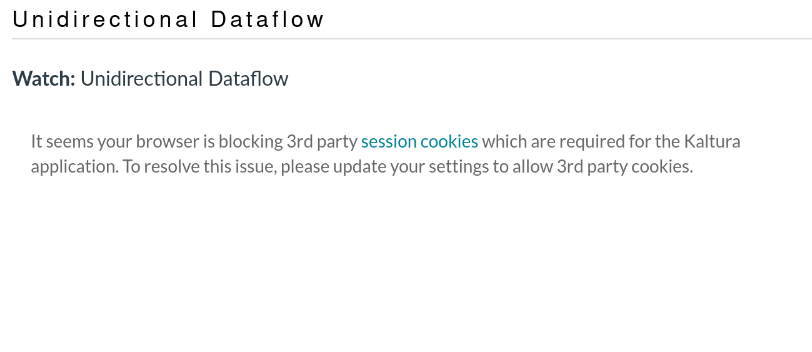 Unidirectional Dataflow
Watch: Unidirectional Dataflow
It seems your browser is blocking 3rd party session cookies which are required for the Kaltura
application. To resolve this issue, please update your settings to allow 3rd party cookies.